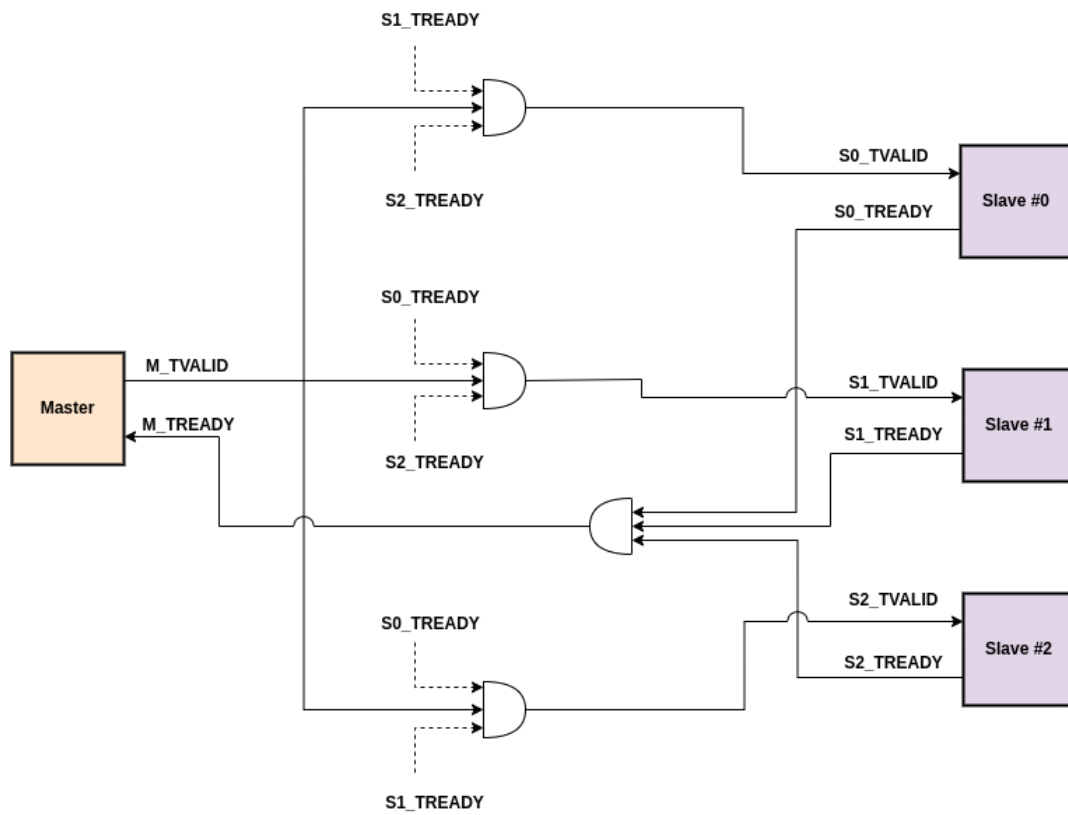 S1_TREADY
S0_TVALID
S2_TREADY
Slave #0
S0_TREADY
S0_TREADY
M_TVALID
S1_TVALID
Master
M_TREADY
Slave #1
S1_TREADY
S2_TREADY
S2_TVALID
S0_TREADY
Slave #2
S2_TREADY
S1_TREADY